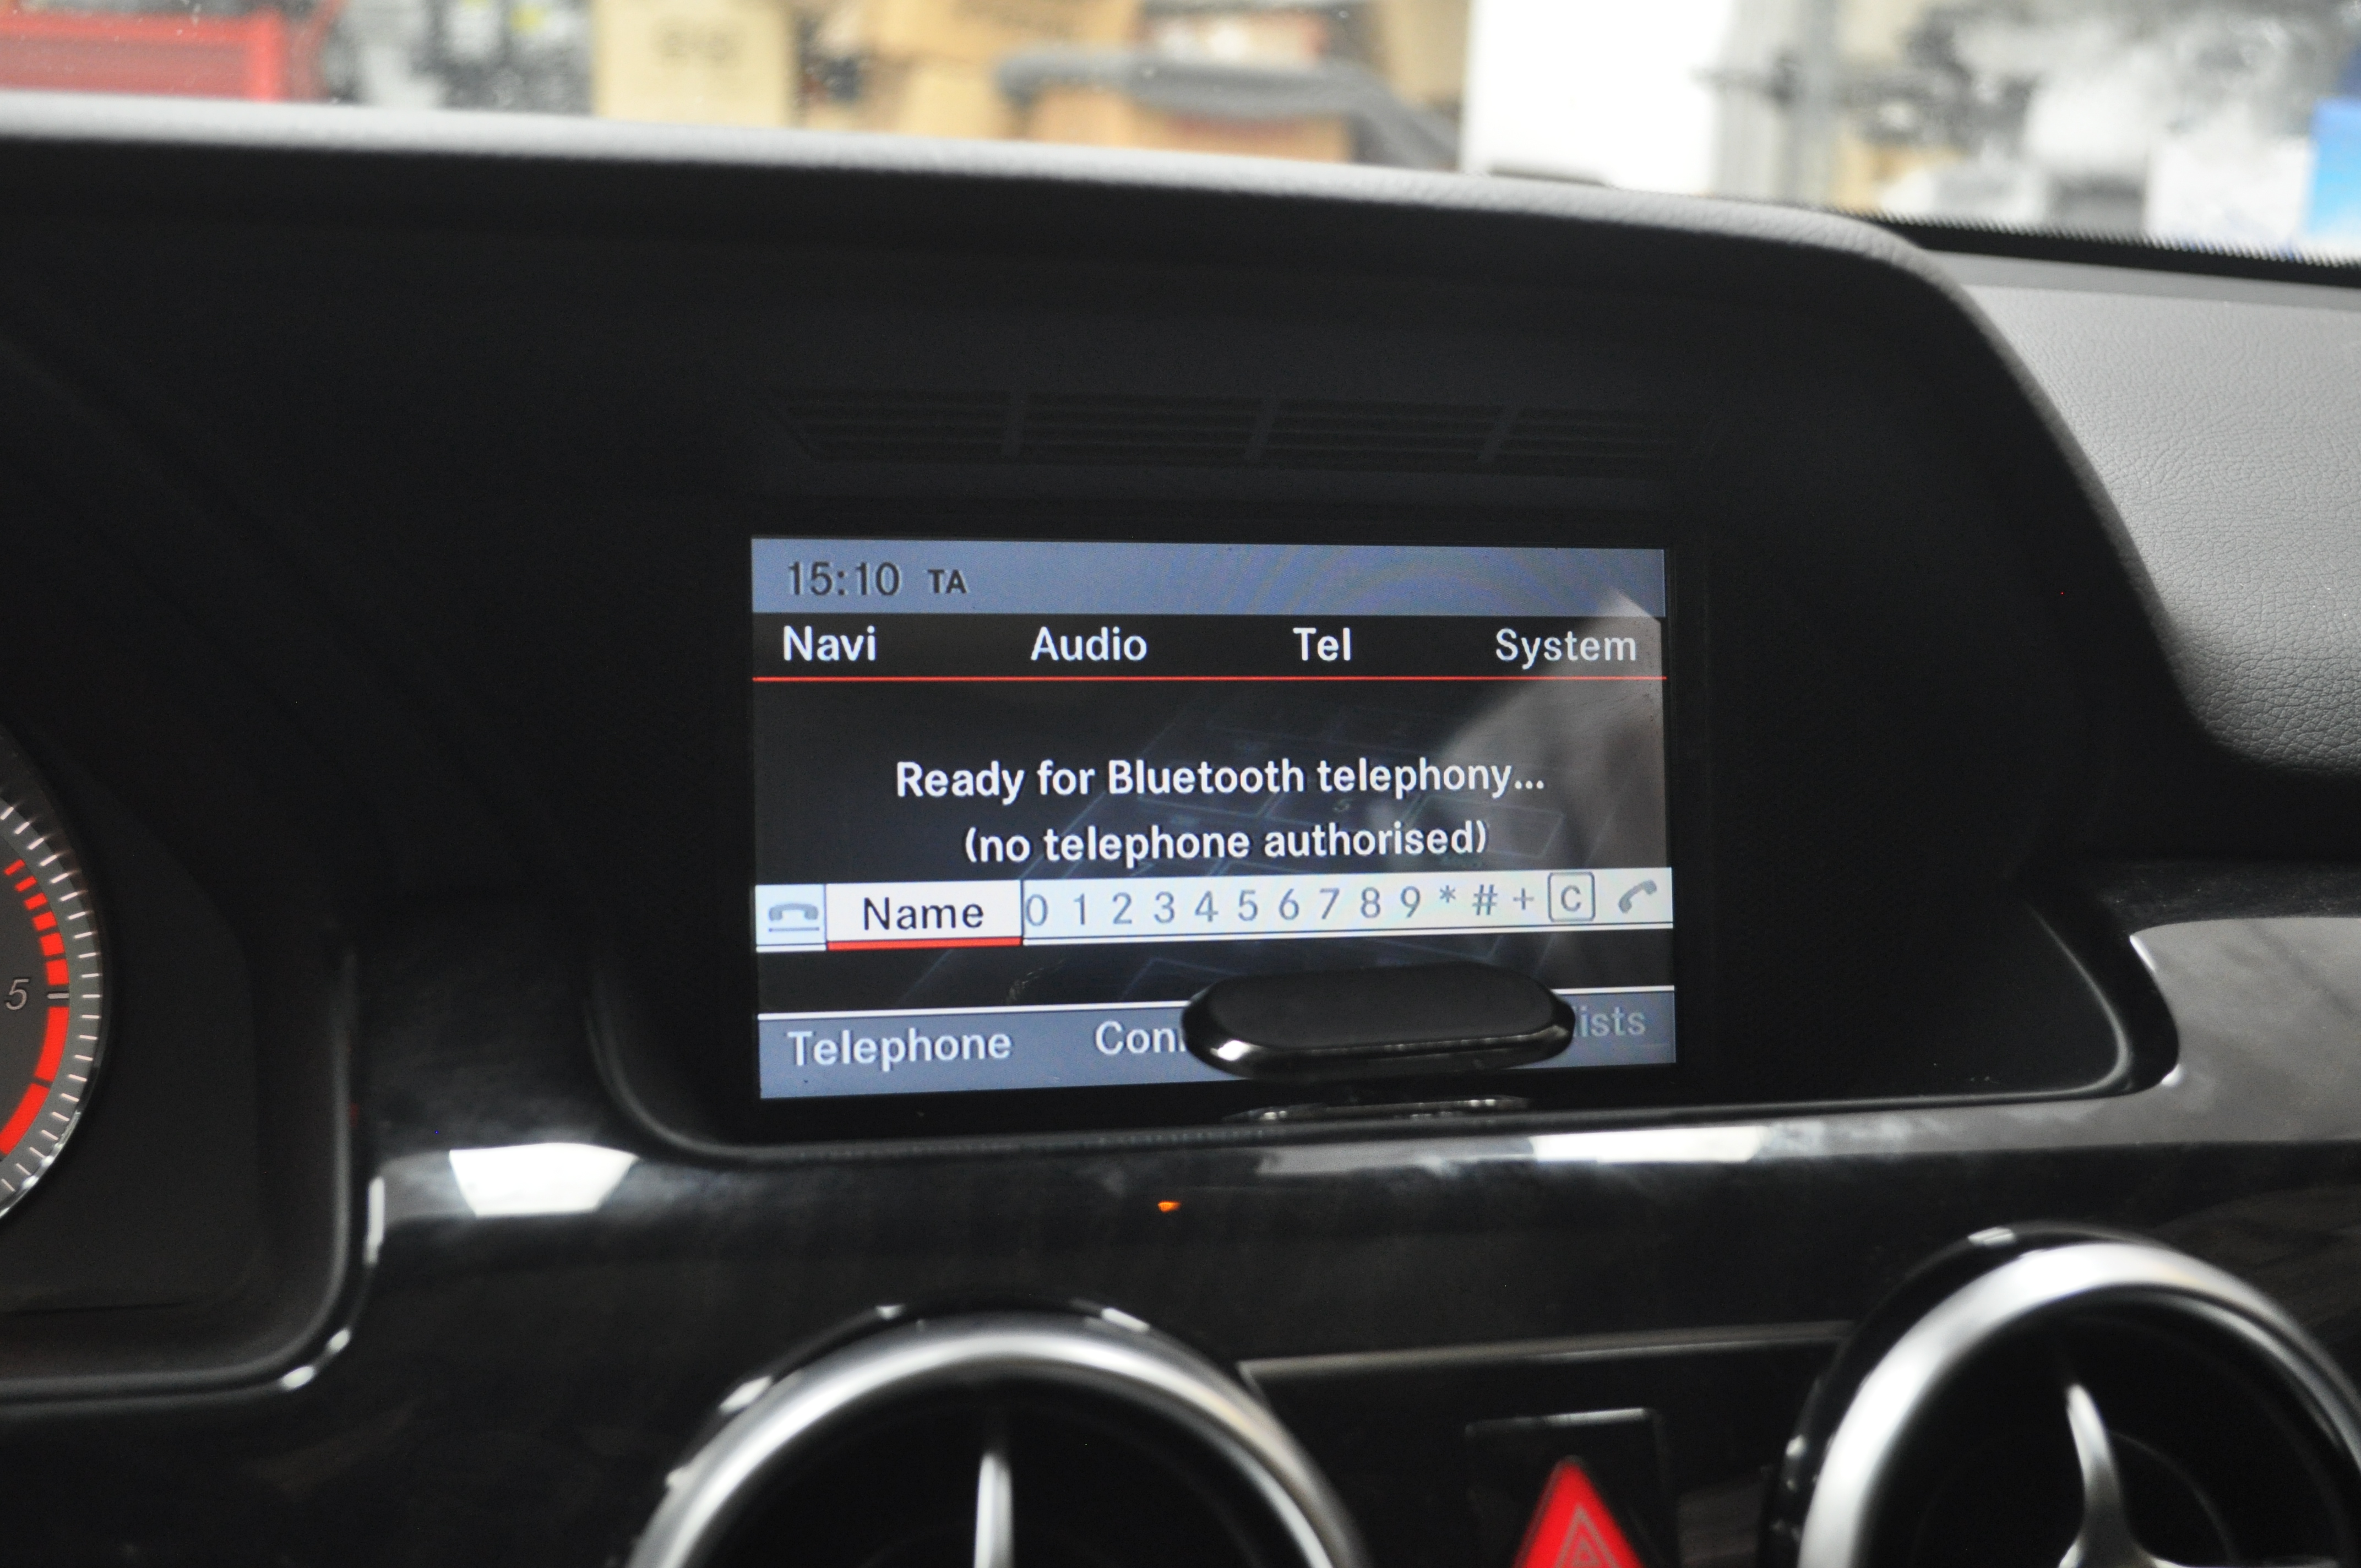 15:10 TA
Navi Audio Tel System
Ready for Bluetooth telephony...
(no telephone authorised)
Name 0 1 2 3 4 5 6 7 8 9 * # + C
Telephone
5